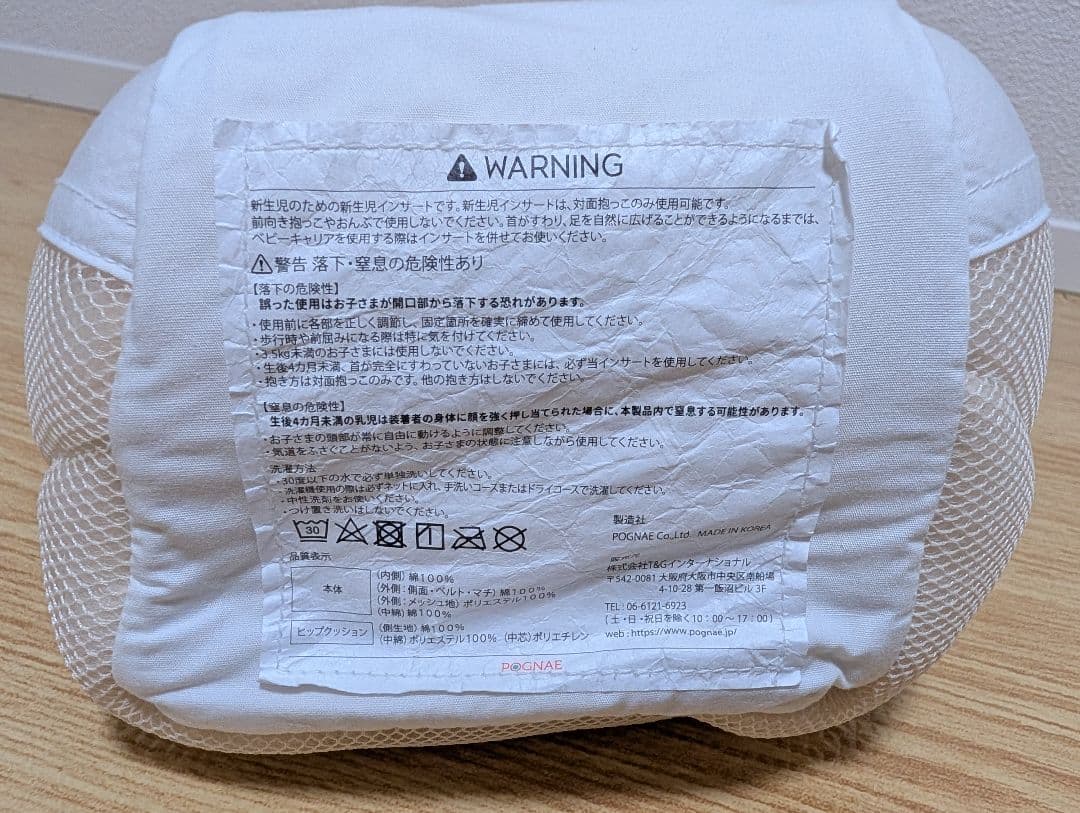 WARNING
新生児のための新生児インサートです。新生児インサートは、対面抱っこのみ使用可能です。
前向き抱っこやおんぶで使用しないでください。首がすわり、足を自然に広げることができるようになるまでは、
ベビーキャリアを使用する際はインサートを併せてお使いください。
警告 落下・窒息の危険性あり
【落下の危険性】
誤った使用はお子さまが開口部から落下する恐れがあります。
・使用前に各部を正しく調節し、固定箇所を確実に締めて使用してください。
・歩行時や前屈みになる際は特に気を付けてください。
・3.5kg未満のお子さまには使用しないでください。
・生後4カ月未満、首が完全にすわっていないお子さまには、必ず当インサートを使用してください。
・抱き方は対面抱っこのみです。他の抱き方はしないでください。
【窒息の危険性】
生後4カ月未満の乳児は装着者の身体に顔を強く押し当てられた場合に、本製品内で窒息する可能性があります。
・お子さまの頭部が常に自由に動けるように調整してください。
・気道をふさぐことがないよう、お子さまの状態に注意しながら使用してください。
洗濯方法
・30度以下の水で必ず単独洗いしてください。
・洗濯機使用の際は必ずネットに入れ、手洗いコースまたはドライコースで洗濯してください。
・中性洗剤をお使いください。
・つけ置き洗いはしないでください。
30
品質表示
本体
(内側) 綿100%
(外側:側面・ベルト・マチ) 綿100%
(外側:メッシュ地) ポリエステル100%
(中綿) 綿100%
ヒップクッション
(側生地) 綿100%
(中綿) ポリエステル100% (中芯) ポリエチレン
製造社
POGNAE Co.,Ltd MADE IN KOREA
販売元
株式会社T&Gインターナショナル
〒542-0081 大阪府大阪市中央区南船場
4-10-28 第一飯沼ビル 3F
TEL : 06-6121-6923
(土・日・祝日を除く10:00〜17:00)
web : https://www.pognae.jp/
POGNAE